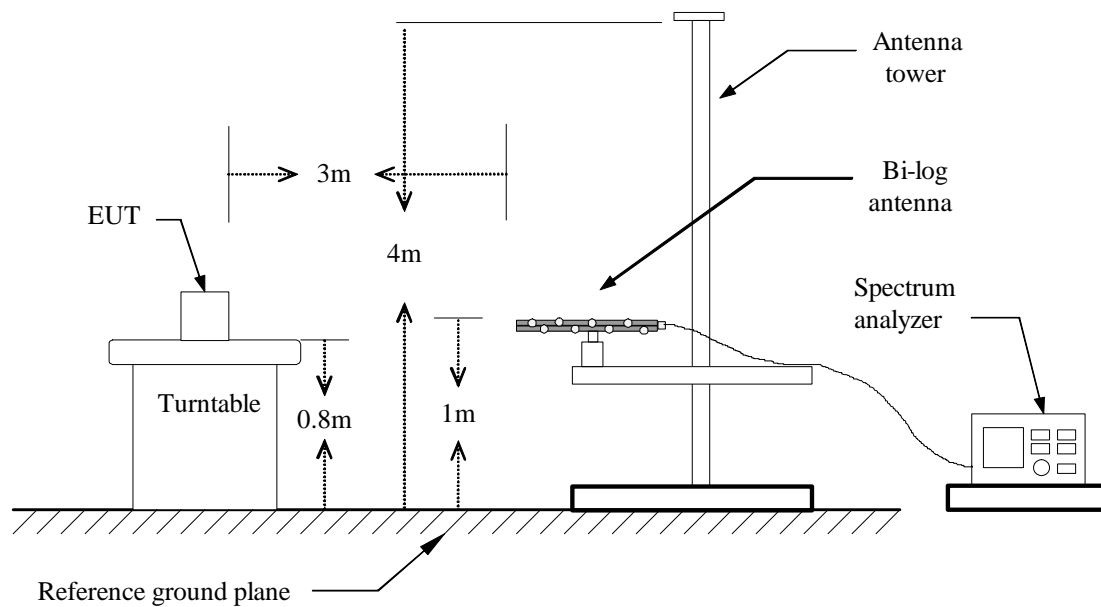 Antenna
tower
3m
Bi-log
antenna
EUT
4m
Spectrum
analyzer
Turntable
0.8m
1m
Reference ground plane